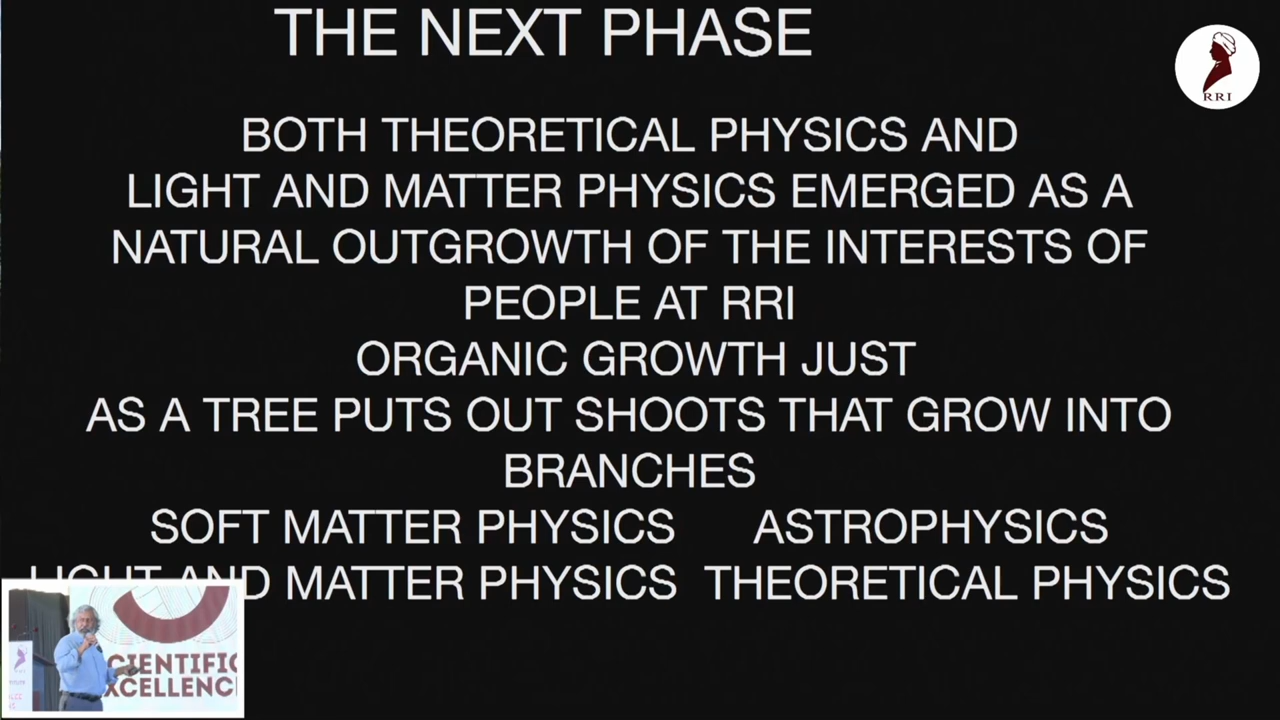 THE NEXT PHASE
RRI
BOTH THEORETICAL PHYSICS AND
LIGHT AND MATTER PHYSICS EMERGED AS A
NATURAL OUTGROWTH OF THE INTERESTS OF
PEOPLE AT RRI
ORGANIC GROWTH JUST
AS A TREE PUTS OUT SHOOTS THAT GROW INTO
BRANCHES
SOFT MATTER PHYSICS ASTROPHYSICS
LIGHT AND MATTER PHYSICS THEORETICAL PHYSICS
CIENTIFIC
XCELLENC